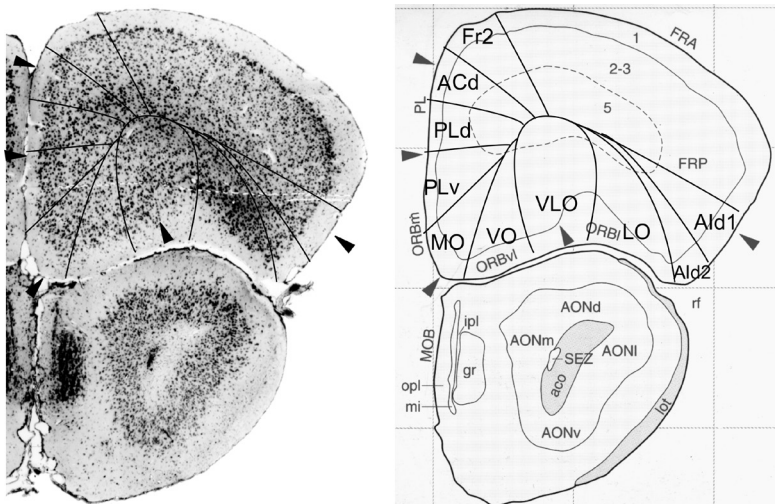 Fr2
1
FRA
ACd
2-3
PL
PLd
5
FRP
PLv
VLO
AId1
ORBm
MO
VO
ORBl
LO
ORBvl
AId2
rf
AONd
ipl
MOB
AONm
SEZ
AONl
gr
opl
aco
mi
lot
AONv